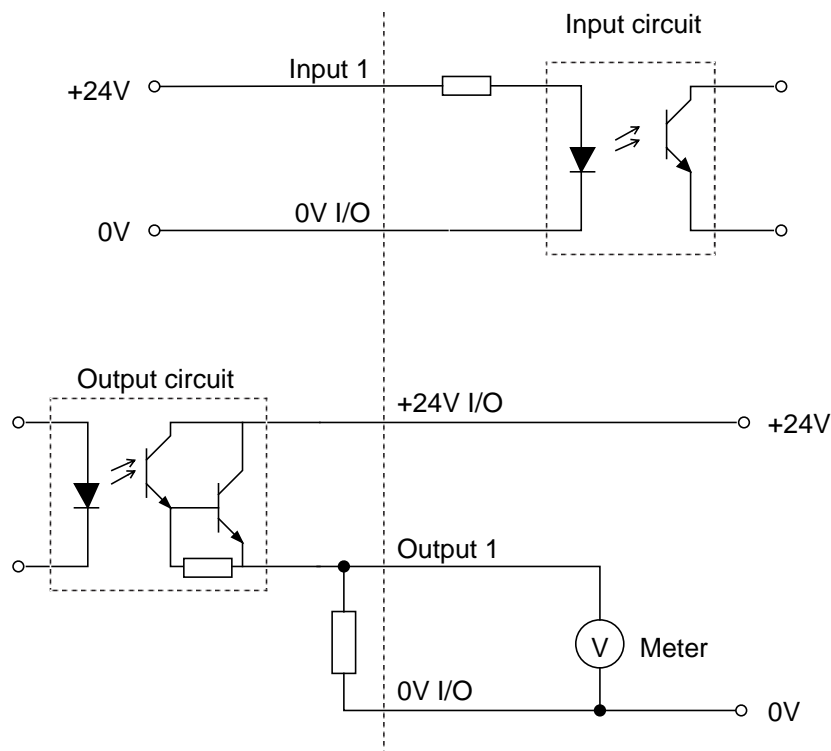 Input circuit
Input 1
+24V
0V I/O
0V
Output circuit
+24V I/O
+24V
Output 1
V
Meter
0V I/O
0V